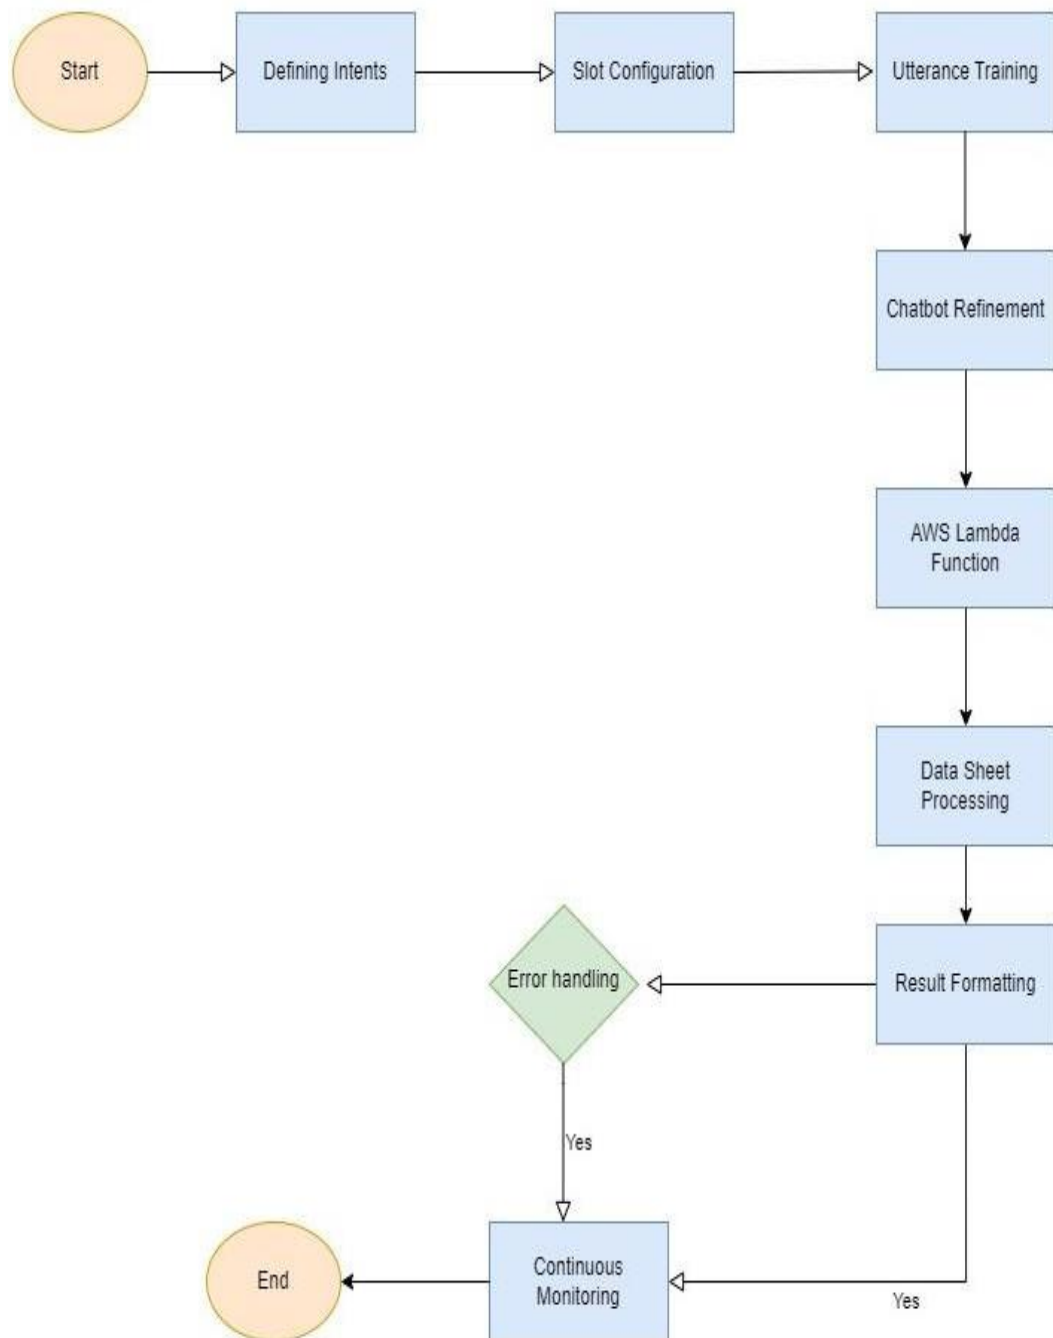 Start
Defining Intents
Slot Configuration
Utterance Training
Chatbot Refinement
AWS Lambda
Function
Data Sheet
Processing
Error handling
Result Formatting
Yes
End
Continuous
Monitoring
Yes